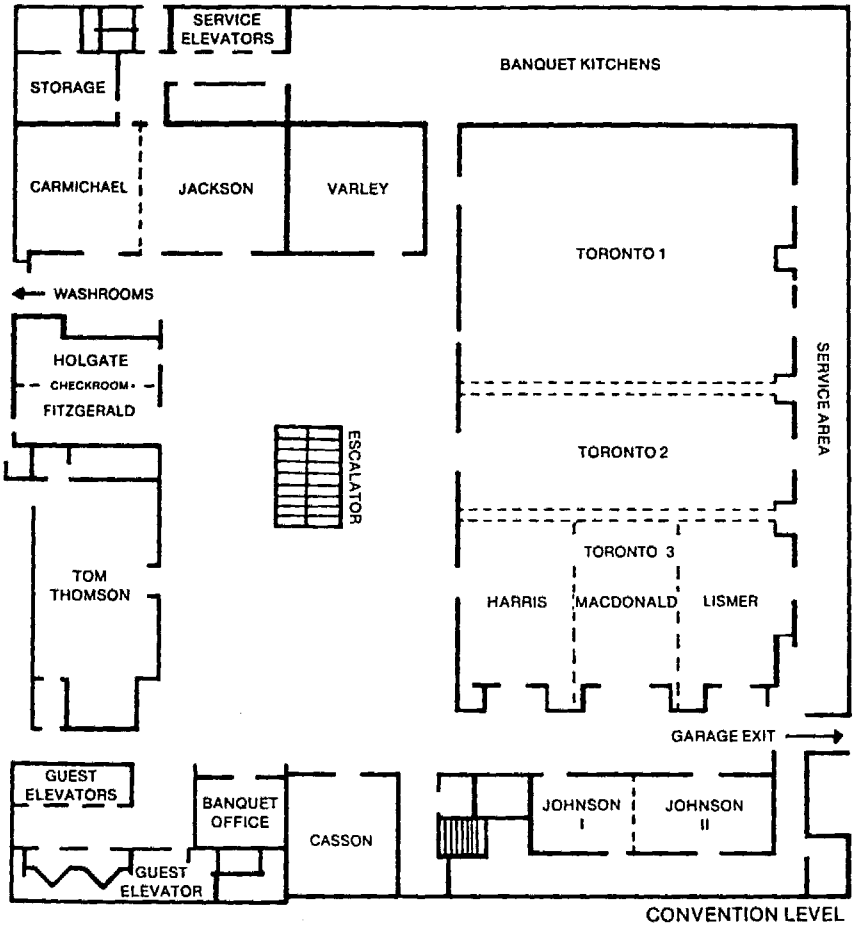 SERVICE
ELEVATORS
BANQUET KITCHENS
STORAGE
CARMICHAEL
JACKSON
VARLEY
TORONTO 1
WASHROOMS
HOLGATE
CHECKROOM
FITZGERALD
SERVICE AREA
ESCALATOR
TORONTO 2
TORONTO 3
TOM
THOMSON
HARRIS
MACDONALD
LISMER
GARAGE EXIT
GUEST
ELEVATORS
BANQUET
OFFICE
CASSON
JOHNSON
I
JOHNSON
II
GUEST
ELEVATOR
CONVENTION LEVEL